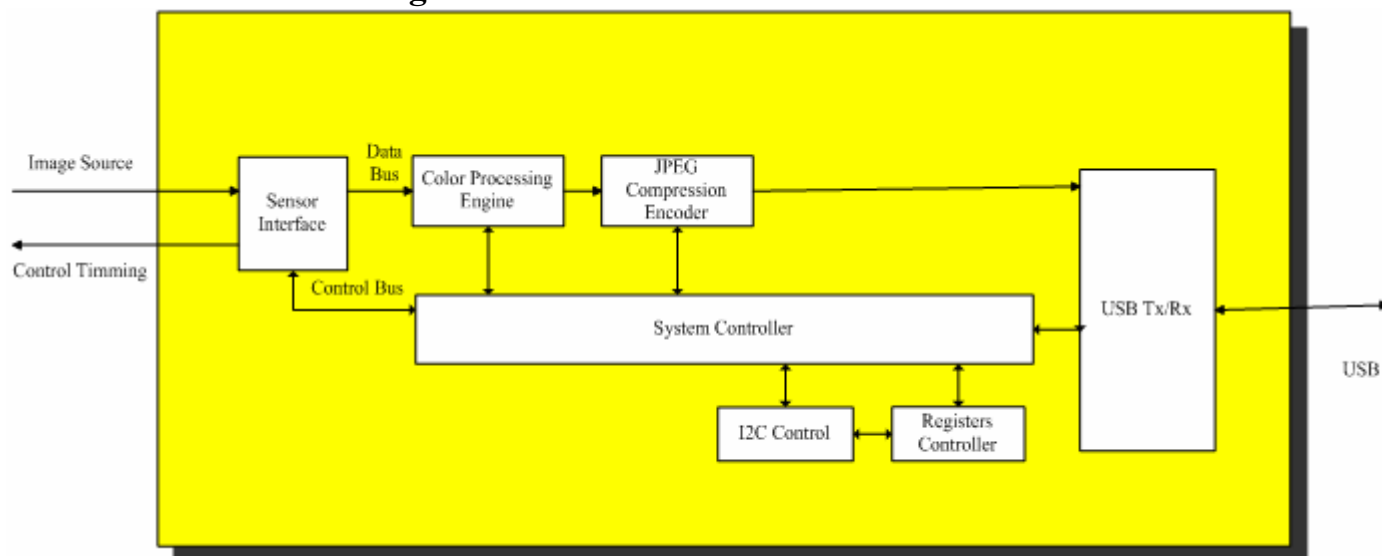 Image Source
Control Timming
Sensor
Interface
Data
Bus
Color Processing
Engine
JPEG
Compression
Encoder
Control Bus
System Controller
USB Tx/Rx
USB
I2C Control
Registers
Controller